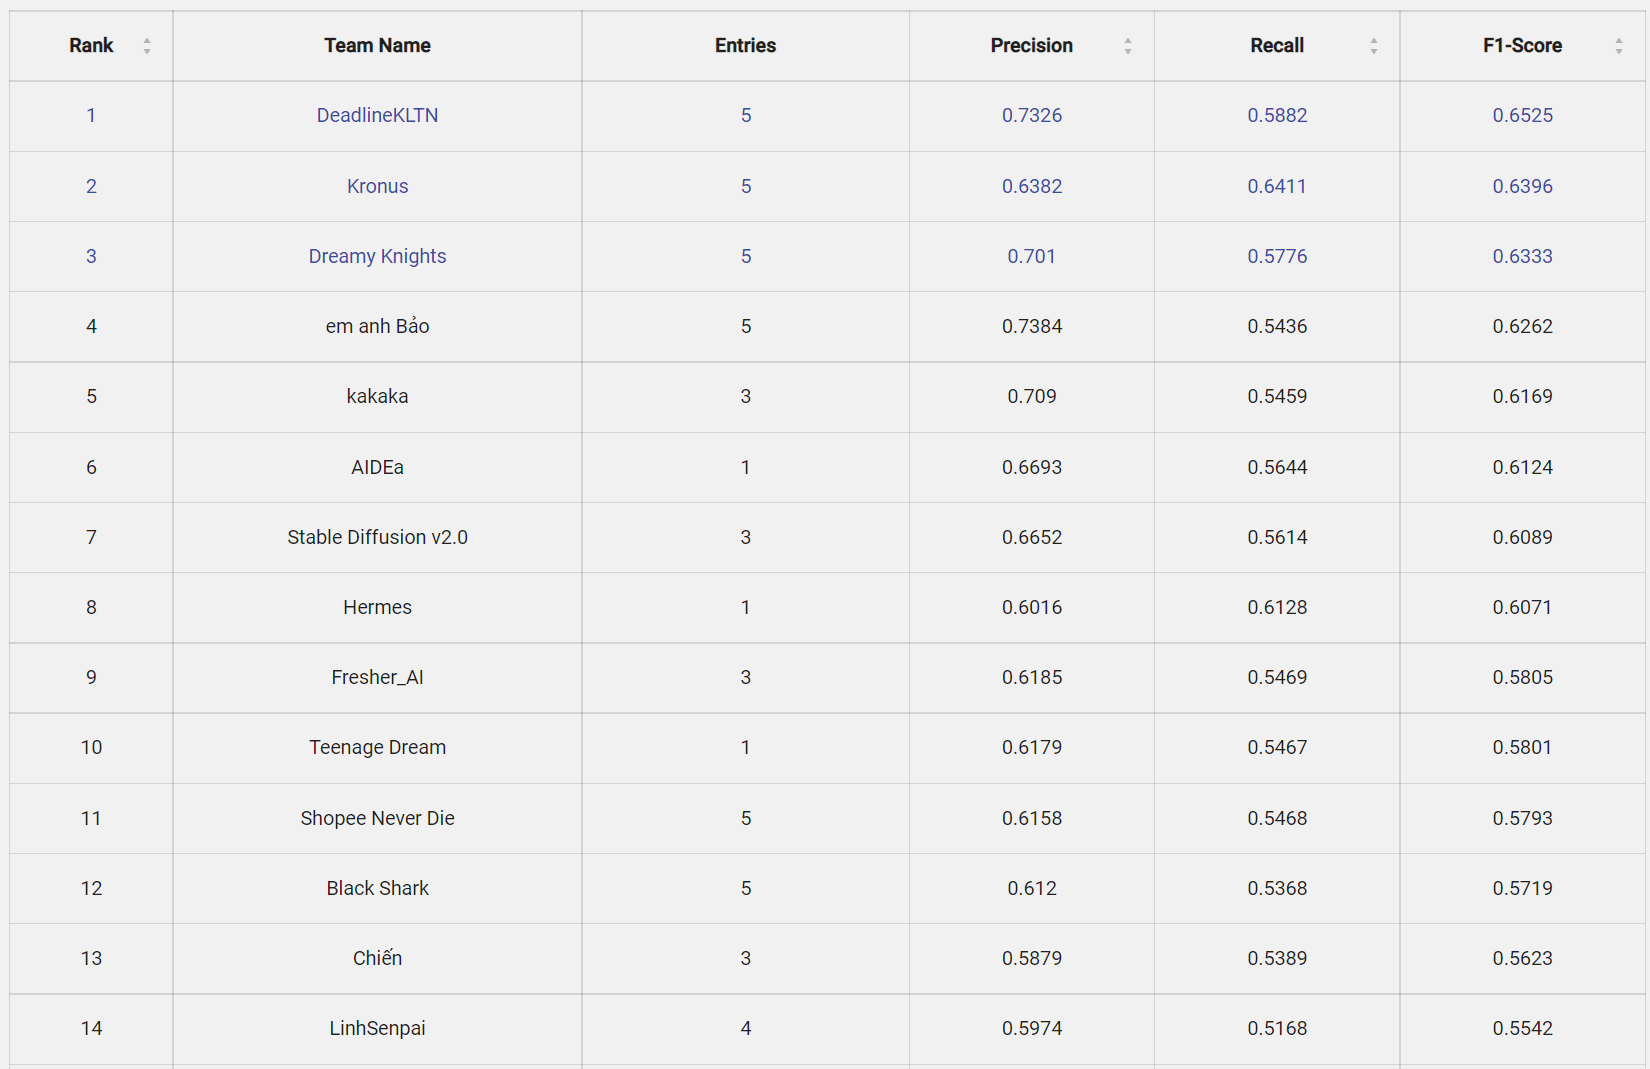 Rank Team Name Entries Precision Recall F1-Score
1 DeadlineKLTN 5 0.7326 0.5882 0.6525
2 Kronus 5 0.6382 0.6411 0.6396
3 Dreamy Knights 5 0.701 0.5776 0.6333
4 em anh Bảo 5 0.7384 0.5436 0.6262
5 kakaka 3 0.709 0.5459 0.6169
6 AIDEa 1 0.6693 0.5644 0.6124
7 Stable Diffusion v2.0 3 0.6652 0.5614 0.6089
8 Hermes 1 0.6016 0.6128 0.6071
9 Fresher_AI 3 0.6185 0.5469 0.5805
10 Teenage Dream 1 0.6179 0.5467 0.5801
11 Shopee Never Die 5 0.6158 0.5468 0.5793
12 Black Shark 5 0.612 0.5368 0.5719
13 Chiến 3 0.5879 0.5389 0.5623
14 LinhSenpai 4 0.5974 0.5168 0.5542